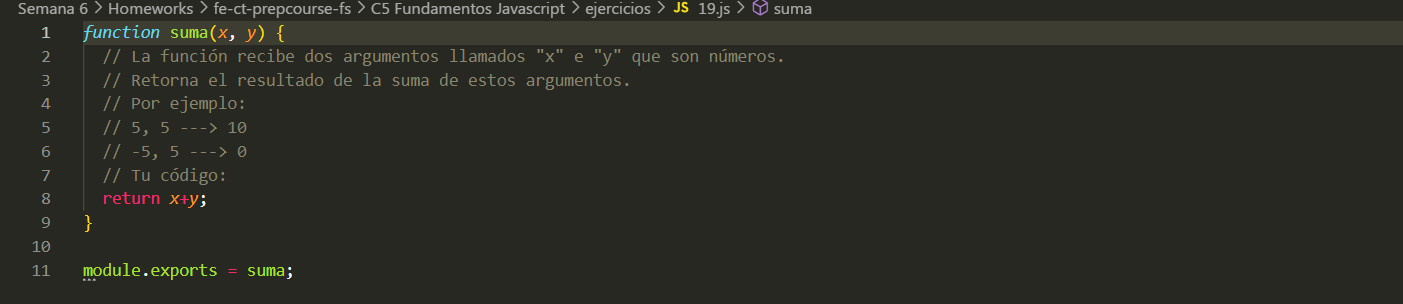 Semana 6 > Homeworks > fe-ct-prepcourse-fs > C5 Fundamentos Javascript > ejercicios > JS 19.js > suma
1 function suma(x, y) {
2 // La función recibe dos argumentos llamados "x" e "y" que son números.
3 // Retorna el resultado de la suma de estos argumentos.
4 // Por ejemplo:
5 // 5, 5 ---> 10
6 // -5, 5 ---> 0
7 // Tu código:
8 return x+y;
9 }
10
11 module.exports = suma;